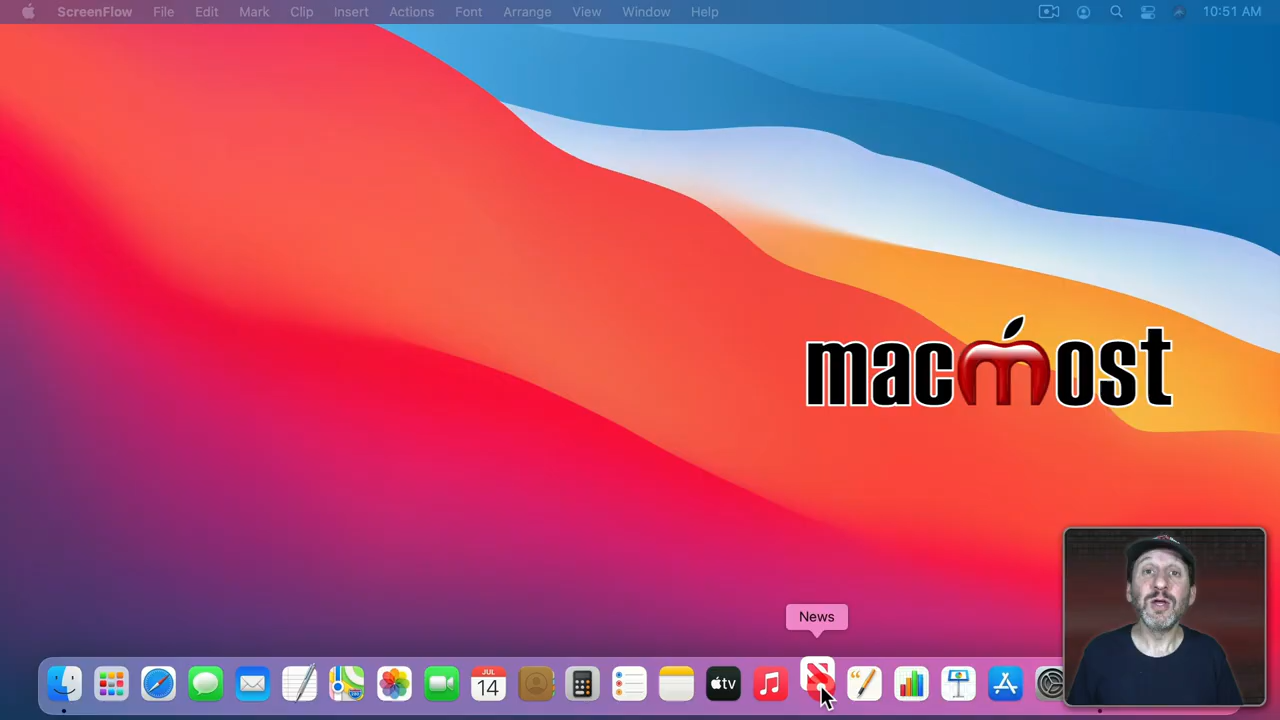 ScreenFlow File Edit Mark Clip Insert Actions Font Arrange View Window Help 10:51 AM
macmost
News
JUL
14
tv